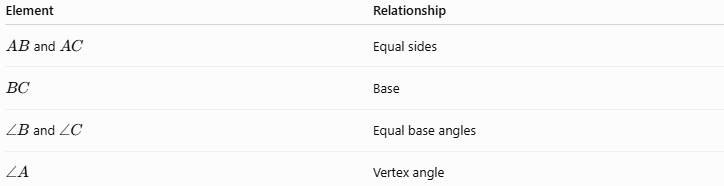 Element Relationship
AB and AC Equal sides
BC Base
∠B and ∠C Equal base angles
∠A Vertex angle